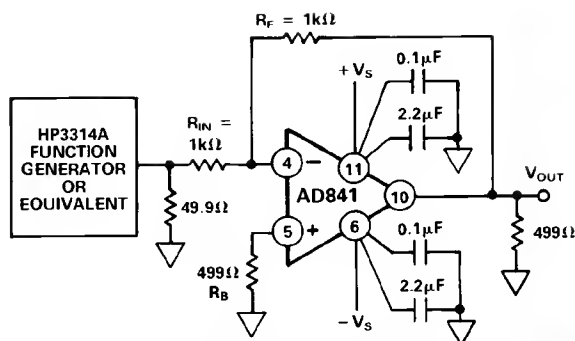 R_F = 1kΩ
0.1μF
+V_S
2.2μF
HP3314A
FUNCTION
GENERATOR
OR
EQUIVALENT
R_IN =
1kΩ
4
−
11
AD841
10
V_OUT
49.9Ω
5
+
6
0.1μF
499Ω
499Ω
R_B
2.2μF
−V_S